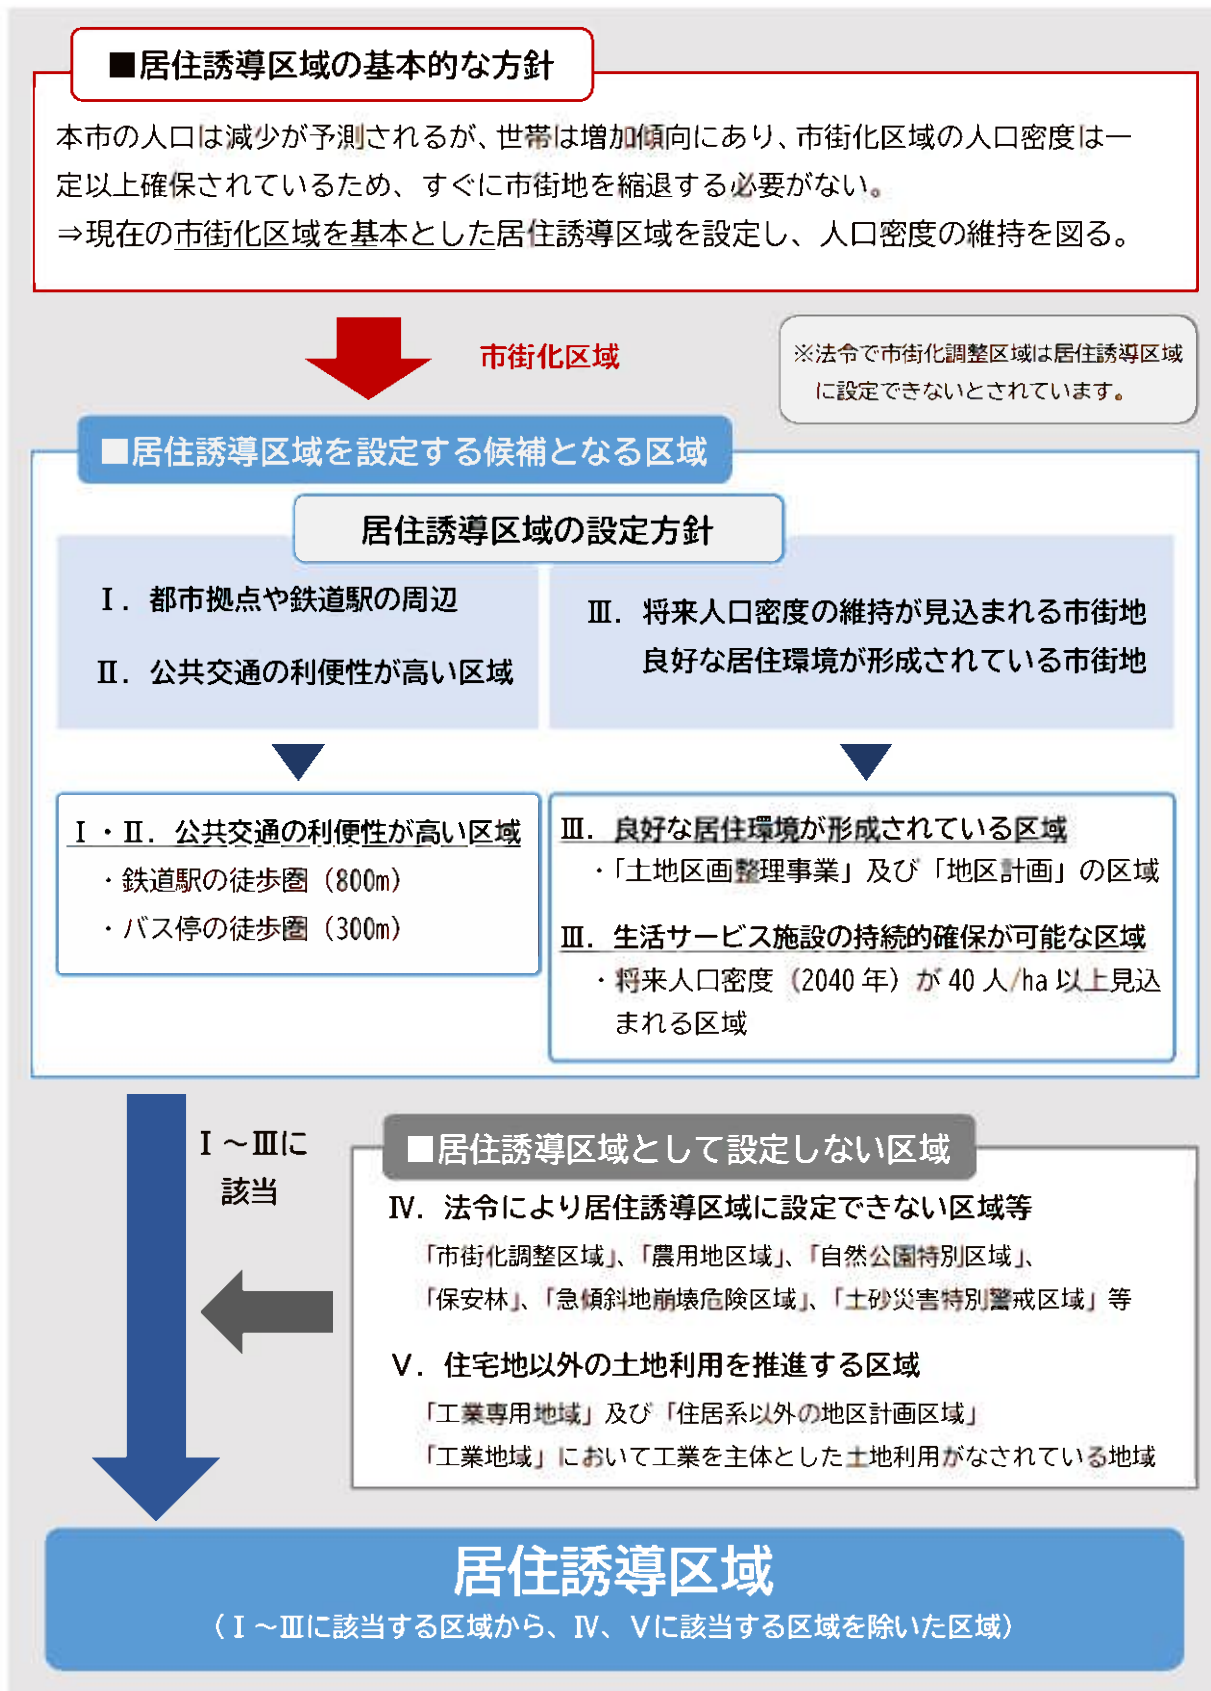 ■居住誘導区域の基本的な方針
本市の人口は減少が予測されるが、世帯は増加傾向にあり、市街化区域の人口密度は一
定以上確保されているため、すぐに市街地を縮退する必要がない。
⇒現在の市街化区域を基本とした居住誘導区域を設定し、人口密度の維持を図る。
市街化区域
※法令で市街化調整区域は居住誘導区域
に設定できないとされています。
■居住誘導区域を設定する候補となる区域
居住誘導区域の設定方針
Ⅰ．都市拠点や鉄道駅の周辺
Ⅱ．公共交通の利便性が高い区域
Ⅲ．将来人口密度の維持が見込まれる市街地
良好な居住環境が形成されている市街地
Ⅰ・Ⅱ．公共交通の利便性が高い区域
・鉄道駅の徒歩圏（800m）
・バス停の徒歩圏（300m）
Ⅲ．良好な居住環境が形成されている区域
・「土地区画整理事業」及び「地区計画」の区域
Ⅲ．生活サービス施設の持続的確保が可能な区域
・将来人口密度（2040年）が40人/ha以上見込
まれる区域
Ⅰ～Ⅲに
該当
■居住誘導区域として設定しない区域
Ⅳ．法令により居住誘導区域に設定できない区域等
「市街化調整区域」、「農用地区域」、「自然公園特別区域」、
「保安林」、「急傾斜地崩壊危険区域」、「土砂災害特別警戒区域」等
Ⅴ．住宅地以外の土地利用を推進する区域
「工業専用地域」及び「住居系以外の地区計画区域」
「工業地域」において工業を主体とした土地利用がなされている地域
居住誘導区域
（Ⅰ～Ⅲに該当する区域から、Ⅳ、Ⅴに該当する区域を除いた区域）